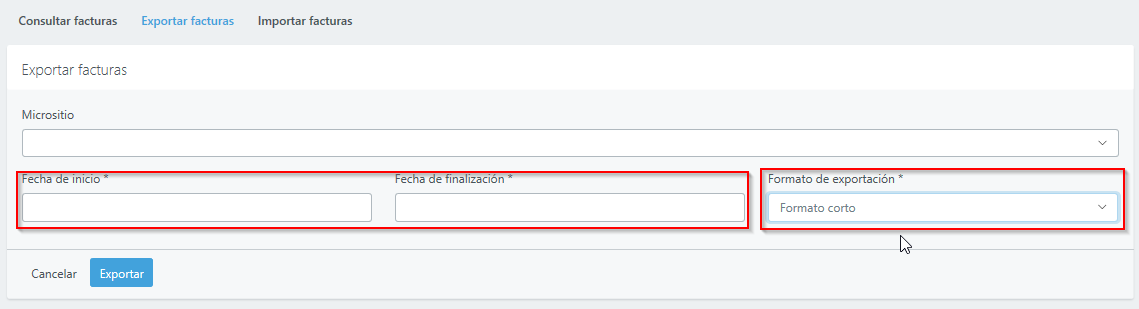 Consultar facturas Exportar facturas Importar facturas
Exportar facturas
Micrositio
Fecha de inicio * Fecha de finalización * Formato de exportación *
Formato corto
Cancelar Exportar